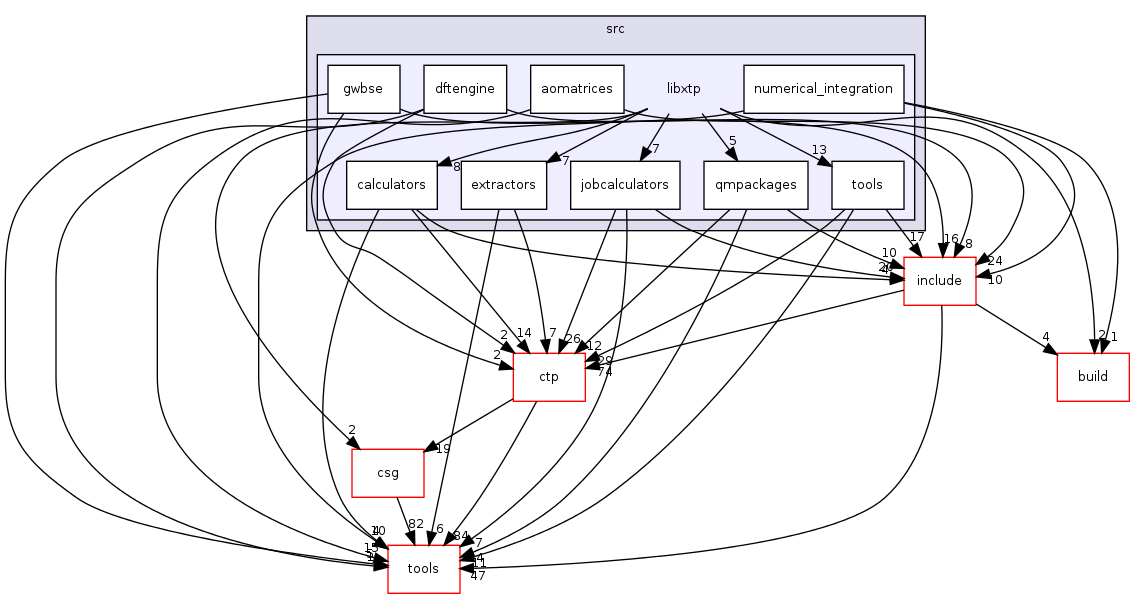 src
gwbse
dftengine
aomatrices
libxtp
numerical_integration
8
7
7
5
13
calculators
extractors
jobcalculators
qmpackages
tools
17
16
8
24
10
10
include
2
2
14
7
26
12
29
74
4
2
1
ctp
build
2
19
csg
82
6
84
7
11
47
tools